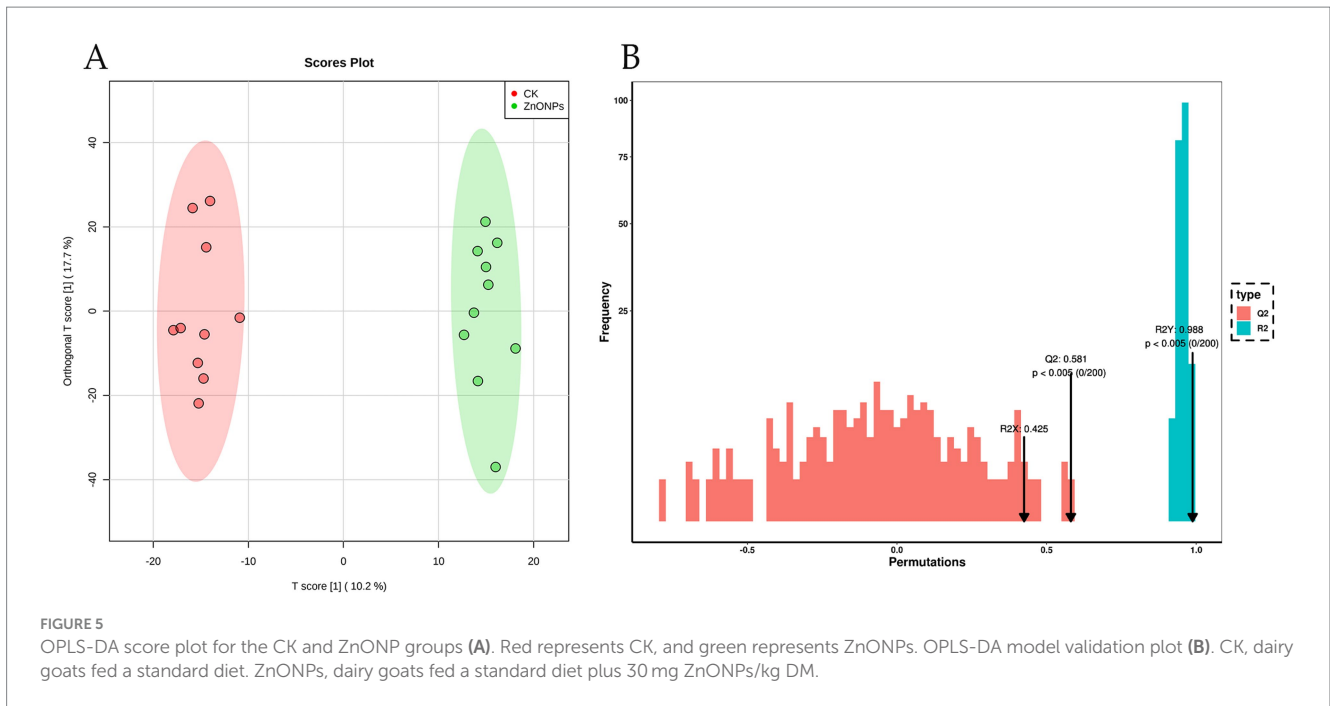 A
Scores Plot
CK
ZnONPs
Orthogonal T score [1] ( 17.7 %)
40
20
0
-20
-40
-20
-10
0
10
20
T score [1] ( 10.2 %)
B
Frequency
100
75
50
25
R2X: 0.425
Q2: 0.581
p < 0.005 (0/200)
R2Y: 0.988
p < 0.005 (0/200)
-0.5
0.0
0.5
1.0
Permutations
type
Q2
R2
FIGURE 5
OPLS-DA score plot for the CK and ZnONP groups (A). Red represents CK, and green represents ZnONPs. OPLS-DA model validation plot (B). CK, dairy
goats fed a standard diet. ZnONPs, dairy goats fed a standard diet plus 30 mg ZnONPs/kg DM.